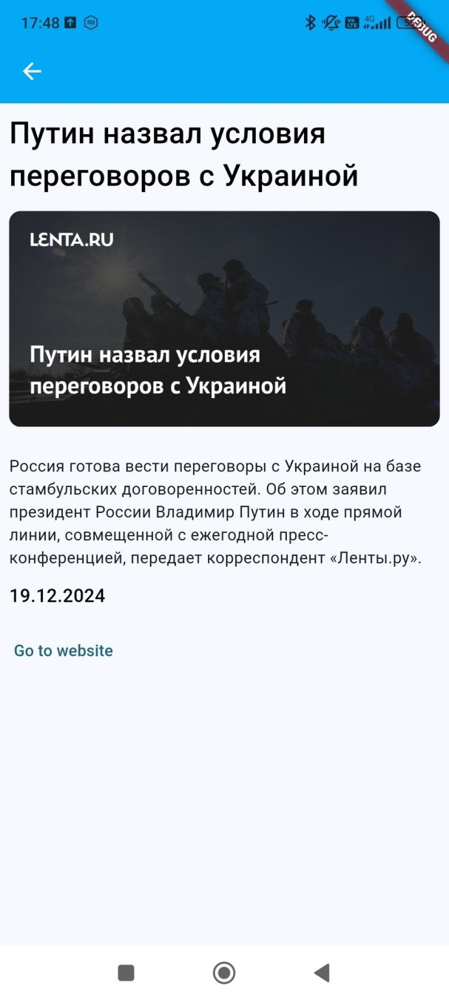 17:48
4G
DEBUG
Путин назвал условия
переговоров с Украиной
LENTA.RU
Путин назвал условия
переговоров с Украиной
Россия готова вести переговоры с Украиной на базе
стамбульских договоренностей. Об этом заявил
президент России Владимир Путин в ходе прямой
линии, совмещенной с ежегодной пресс-
конференцией, передает корреспондент «Ленты.ру».
19.12.2024
Go to website